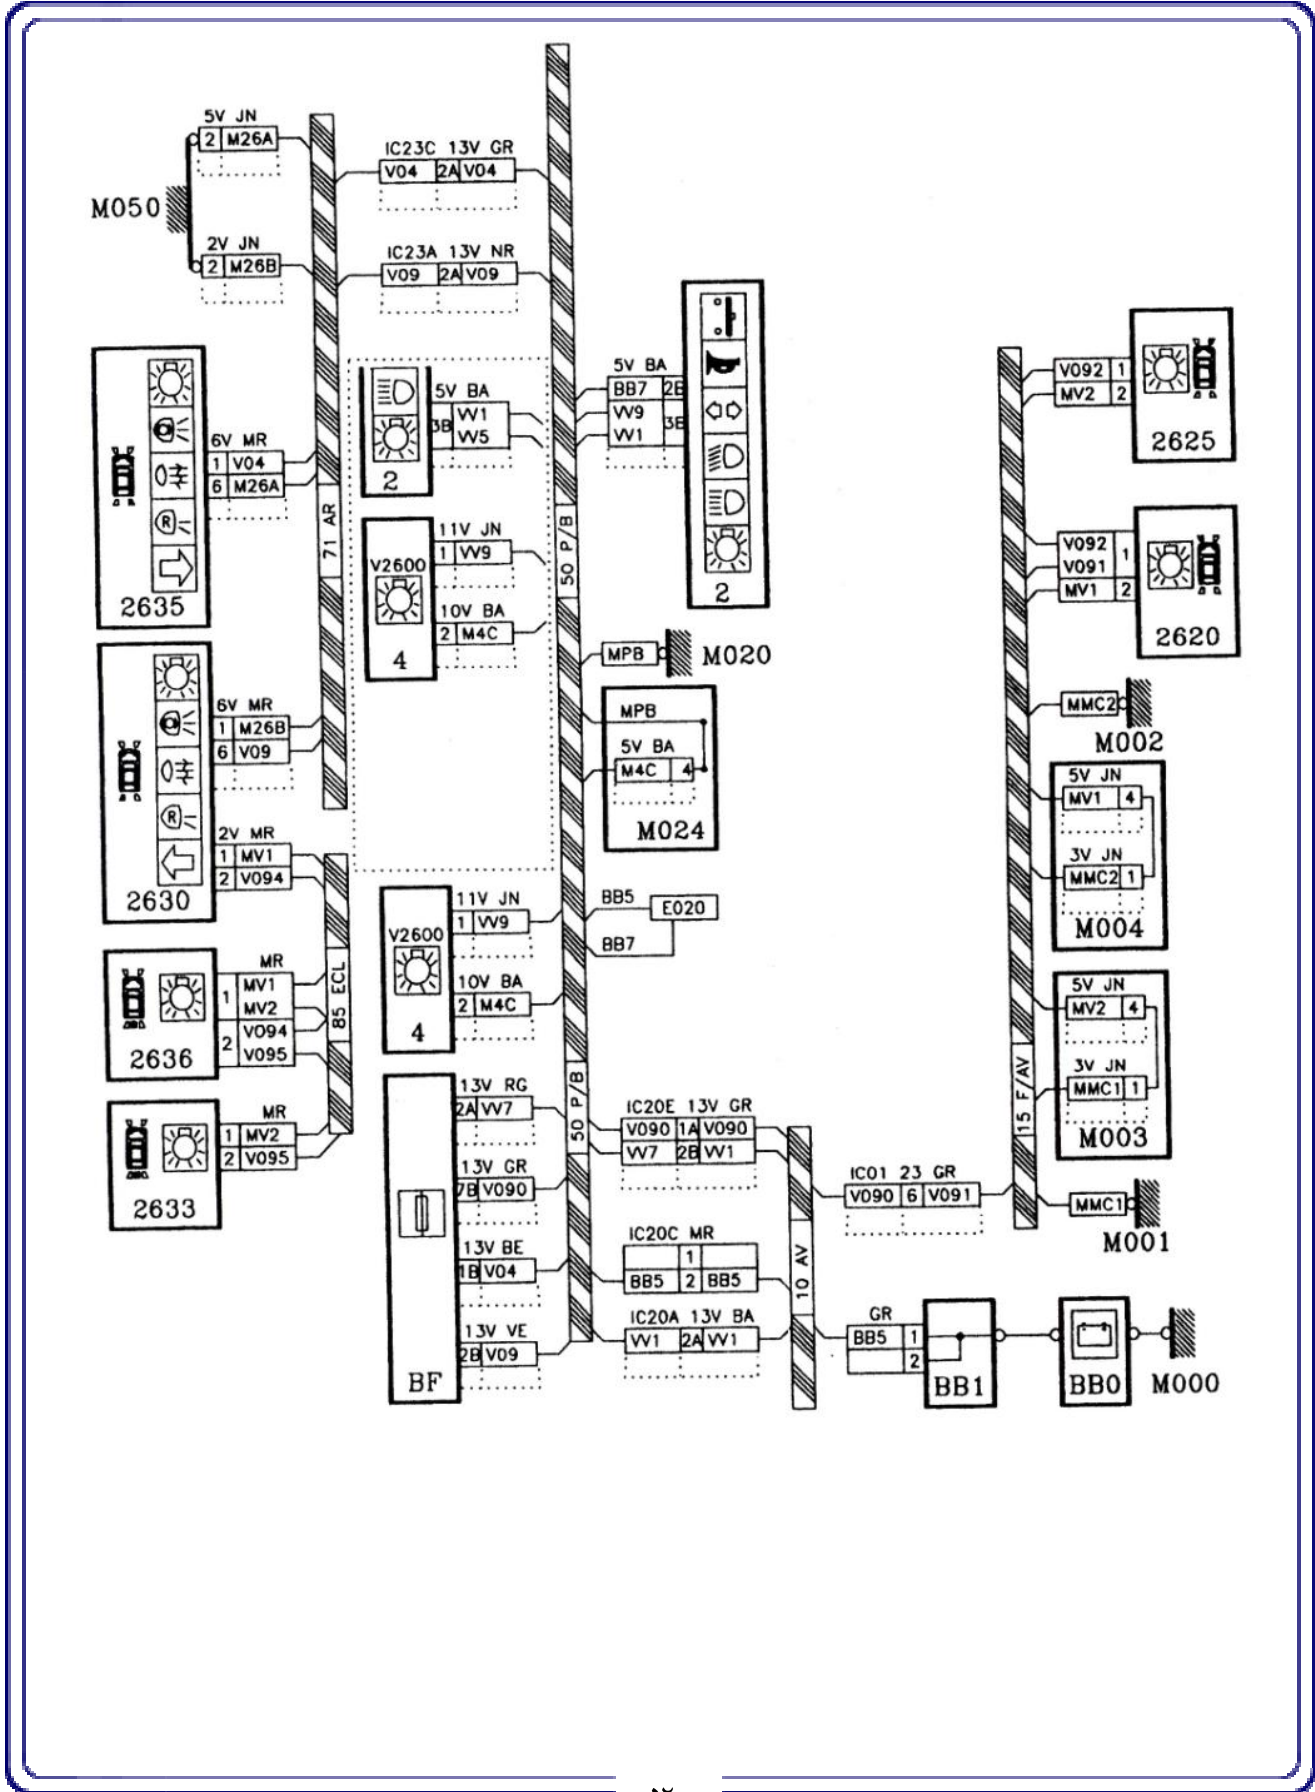 5V JN
2 M26A
M050
2V JN
2 M26B
IC23C 13V GR
V04 2A V04
IC23A 13V NR
V09 2A V09
6V MR
1 V04
6 M26A
R
2635
71 AR
6V MR
1 M26B
6 V09
R
2V MR
1 MV1
2 V094
2630
MR
1 MV1
MV2
2 V094
V095
2636
85 ECL
MR
1 MV2
2 V095
2633
5V BA
3B VV1
VV5
2
11V JN
V2600
1 VV9
10V BA
2 M4C
4
50 P/B
5V BA
BB7 2B
VV9 3B
VV1
2
MPB M020
MPB
5V BA
M4C 4
M024
BB5 E020
BB7
11V JN
V2600
1 VV9
10V BA
2 M4C
4
13V RG
2A VV7
13V GR
7B V090
13V BE
1B V04
13V VE
2B V09
BF
50 P/B
IC20E 13V GR
V090 1A V090
VV7 2B VV1
IC20C MR
1
BB5 2 BB5
IC20A 13V BA
VV1 2A VV1
10 AV
IC01 23 GR
V090 6 V091
GR
BB5 1
2
BB1
BB0
M000
V092 1
MV2 2
2625
V092 1
V091
MV1 2
2620
MMC2
M002
5V JN
MV1 4
3V JN
MMC2 1
M004
5V JN
MV2 4
3V JN
MMC1 1
M003
15 F/AV
MMC1
M001